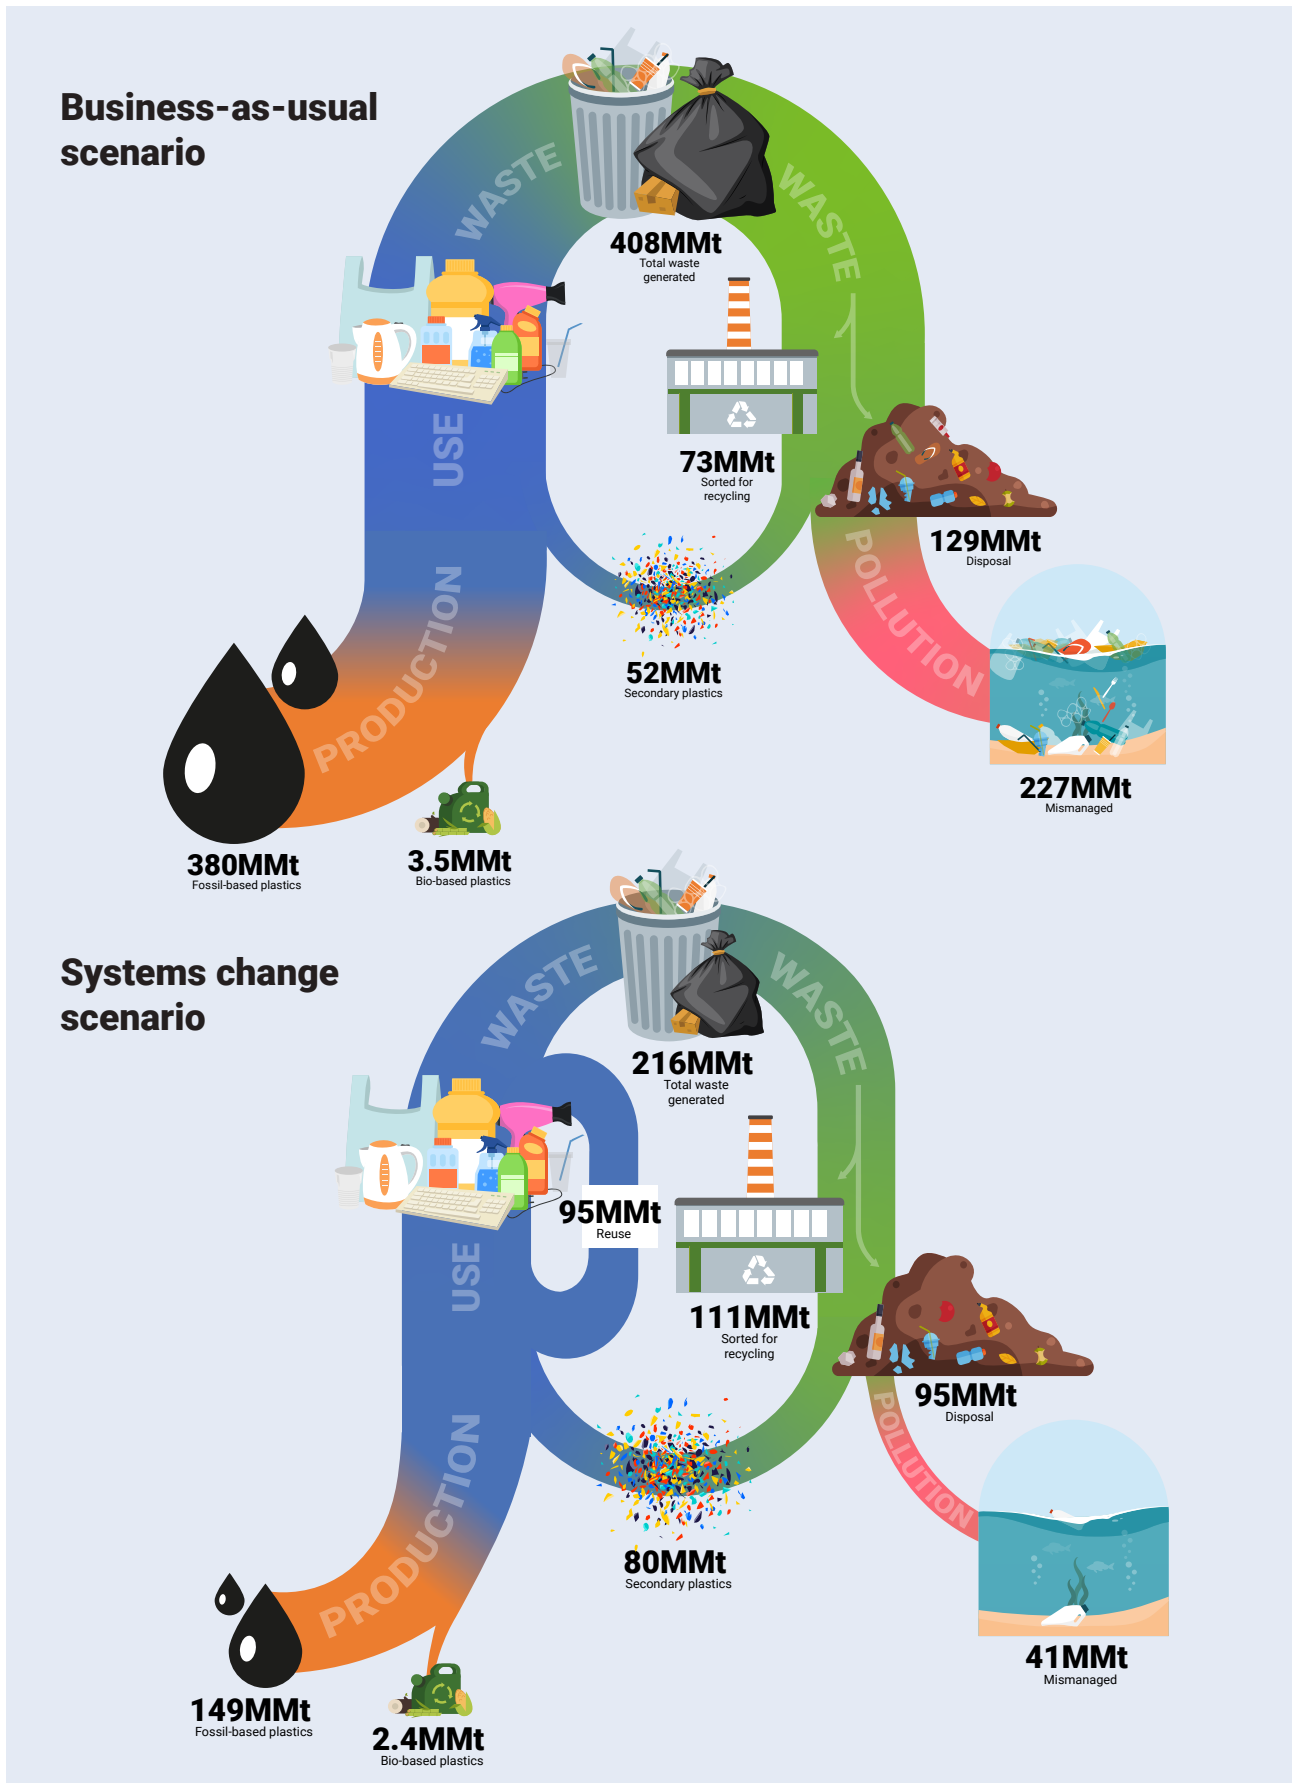 Business-as-usual
scenario
WASTE
WASTE
408MMt
Total waste
generated
USE
73MMt
Sorted for
recycling
129MMt
Disposal
POLLUTION
PRODUCTION
52MMt
Secondary plastics
227MMt
Mismanaged
380MMt
Fossil-based plastics
3.5MMt
Bio-based plastics
Systems change
scenario
WASTE
WASTE
216MMt
Total waste
generated
95MMt
Reuse
USE
111MMt
Sorted for
recycling
95MMt
Disposal
POLLUTION
PRODUCTION
80MMt
Secondary plastics
41MMt
Mismanaged
149MMt
Fossil-based plastics
2.4MMt
Bio-based plastics